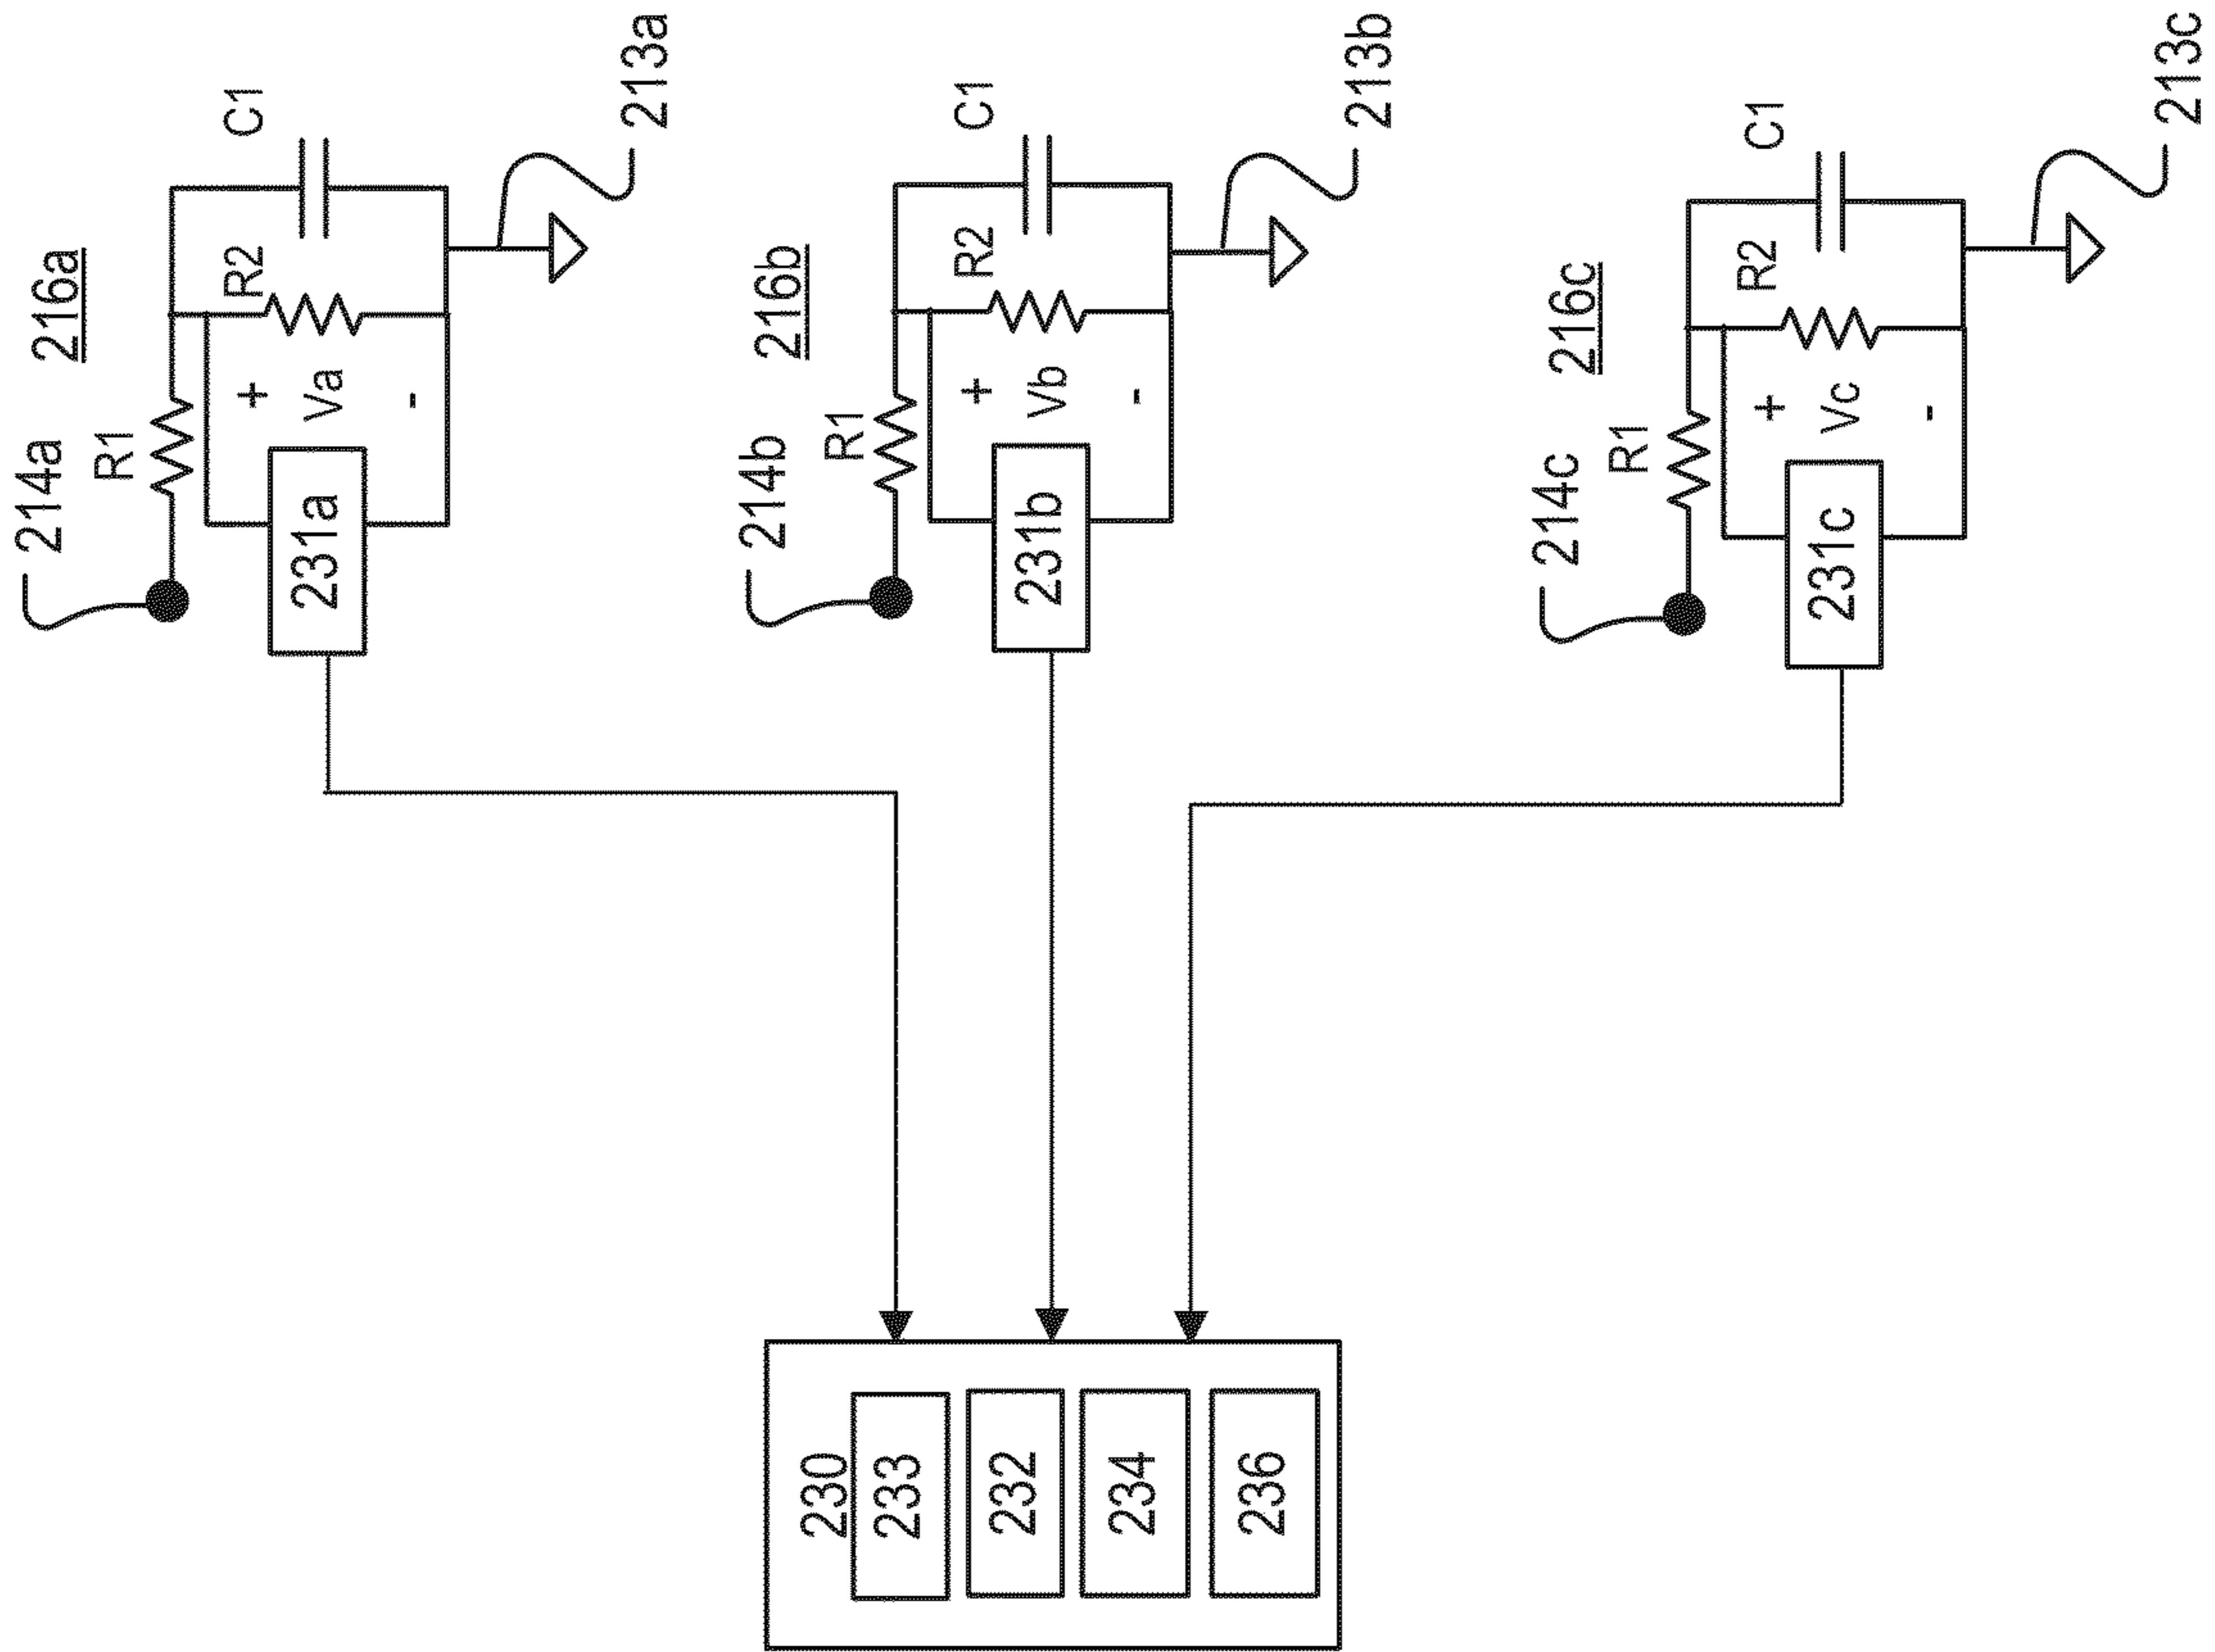 214a
216a
R1
R2
C1
+
Va
-
231a
213a
214b
216b
R1
R2
C1
+
Vb
-
231b
213b
214c
216c
R1
R2
C1
+
Vc
-
231c
213c
230
233
232
234
236